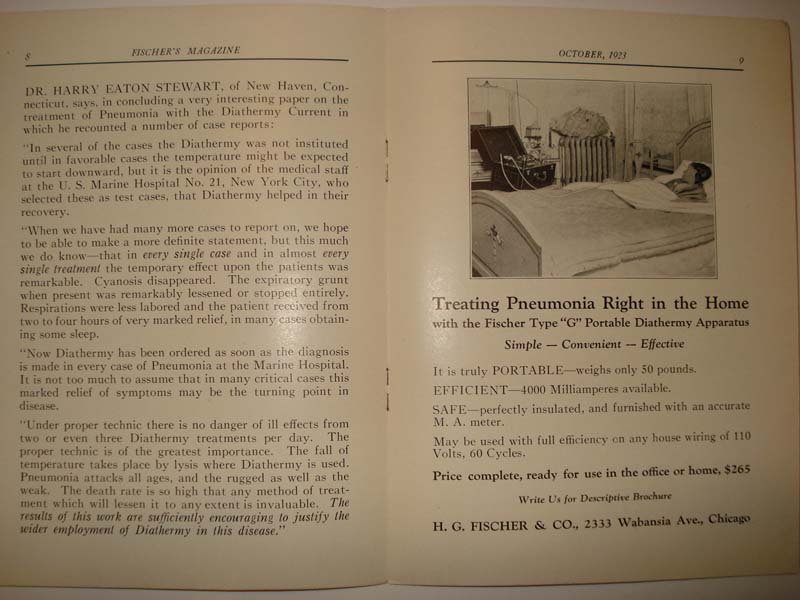 8
FISCHER'S MAGAZINE
DR. HARRY EATON STEWART, of New Haven, Con-
necticut, says, in concluding a very interesting paper on the
treatment of Pneumonia with the Diathermy Current in
which he recounted a number of case reports:
"In several of the cases the Diathermy was not instituted
until in favorable cases the temperature might be expected
to start downward, but it is the opinion of the medical staff
at the U. S. Marine Hospital No. 21, New York City, who
selected these as test cases, that Diathermy helped in their
recovery.
"When we have had many more cases to report on, we hope
to be able to make a more definite statement, but this much
we do know—that in every single case and in almost every
single treatment the temporary effect upon the patients was
remarkable. Cyanosis disappeared. The expiratory grunt
when present was remarkably lessened or stopped entirely.
Respirations were less labored and the patient received from
two to four hours of very marked relief, in many cases obtain-
ing some sleep.
"Now Diathermy has been ordered as soon as the diagnosis
is made in every case of Pneumonia at the Marine Hospital.
It is not too much to assume that in many critical cases this
marked relief of symptoms may be the turning point in
disease.
"Under proper technic there is no danger of ill effects from
two or even three Diathermy treatments per day. The
proper technic is of the greatest importance. The fall of
temperature takes place by lysis where Diathermy is used.
Pneumonia attacks all ages, and the rugged as well as the
weak. The death rate is so high that any method of treat-
ment which will lessen it to any extent is invaluable. The
results of this work are sufficiently encouraging to justify the
wider employment of Diathermy in this disease."
OCTOBER, 1923
9
Treating Pneumonia Right in the Home
with the Fischer Type "G" Portable Diathermy Apparatus
Simple — Convenient — Effective
It is truly PORTABLE—weighs only 50 pounds.
EFFICIENT—4000 Milliamperes available.
SAFE—perfectly insulated, and furnished with an accurate
M. A. meter.
May be used with full efficiency on any house wiring of 110
Volts, 60 Cycles.
Price complete, ready for use in the office or home, $265
Write Us for Descriptive Brochure
H. G. FISCHER & CO., 2333 Wabansia Ave., Chicago